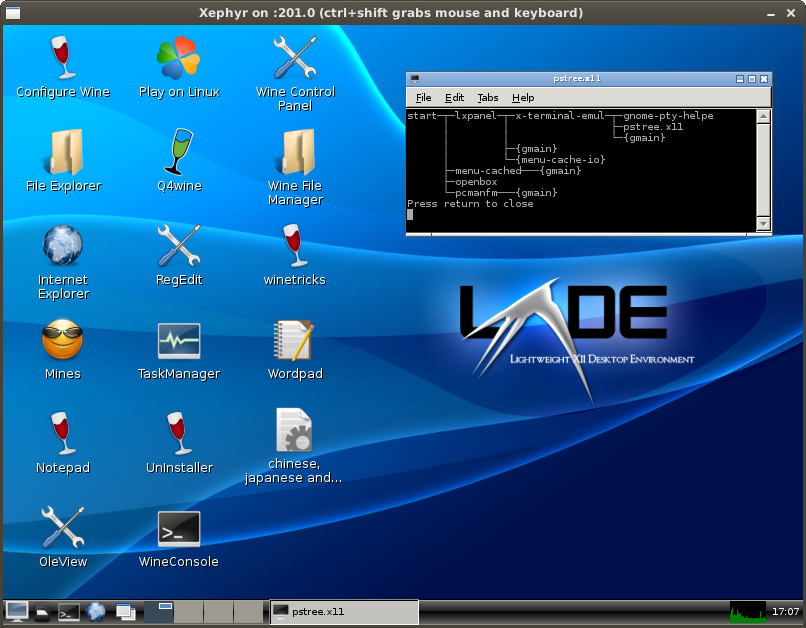 Xephyr on :201.0 (ctrl+shift grabs mouse and keyboard)
Configure Wine
Play on Linux
Wine Control
Panel
File Explorer
Q4wine
Wine File
Manager
Internet
Explorer
RegEdit
winetricks
Mines
TaskManager
Wordpad
Notepad
UnInstaller
chinese,
japanese and...
OleView
WineConsole
pstree.x11
File Edit Tabs Help
start─┬─lxpanel─┬─x-terminal-emul─┬─gnome-pty-helpe
├─pstree.x11
└─{gmain}
├─{gmain}
└─{menu-cache-io}
├─menu-cached───{gmain}
├─openbox
└─pcmanfm───{gmain}
Press return to close
LXDE
Lightweight X11 Desktop Environment
pstree.x11
17:07